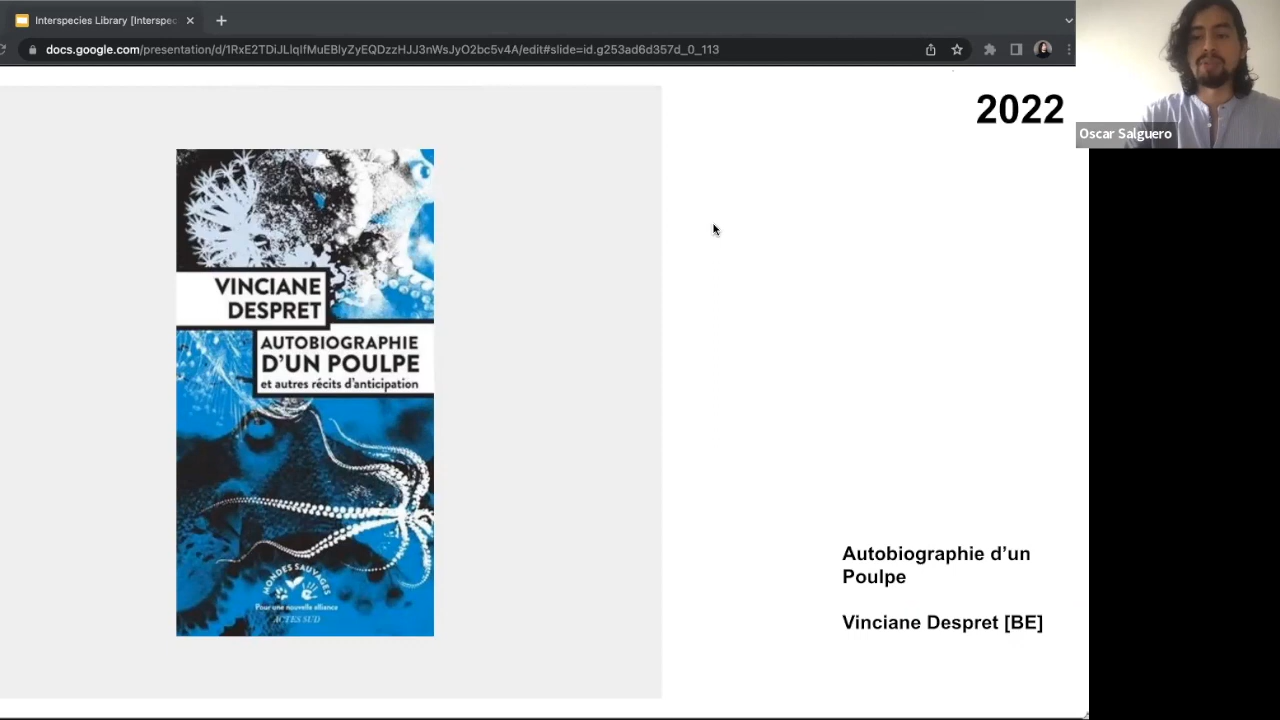 Interspecies Library [Interspec
docs.google.com/presentation/d/1RxE2TDiJLlqIfMuEBlyZyEQDzzHJJ3nWsJyO2bc5v4A/edit#slide=id.g253ad6d357d_0_113
2022
Oscar Salguero
VINCIANE
DESPRET
AUTOBIOGRAPHIE
D'UN POULPE
et autres récits d'anticipation
MONDES SAUVAGES
Pour une nouvelle alliance
ACTES SUD
Autobiographie d’un
Poulpe
Vinciane Despret [BE]